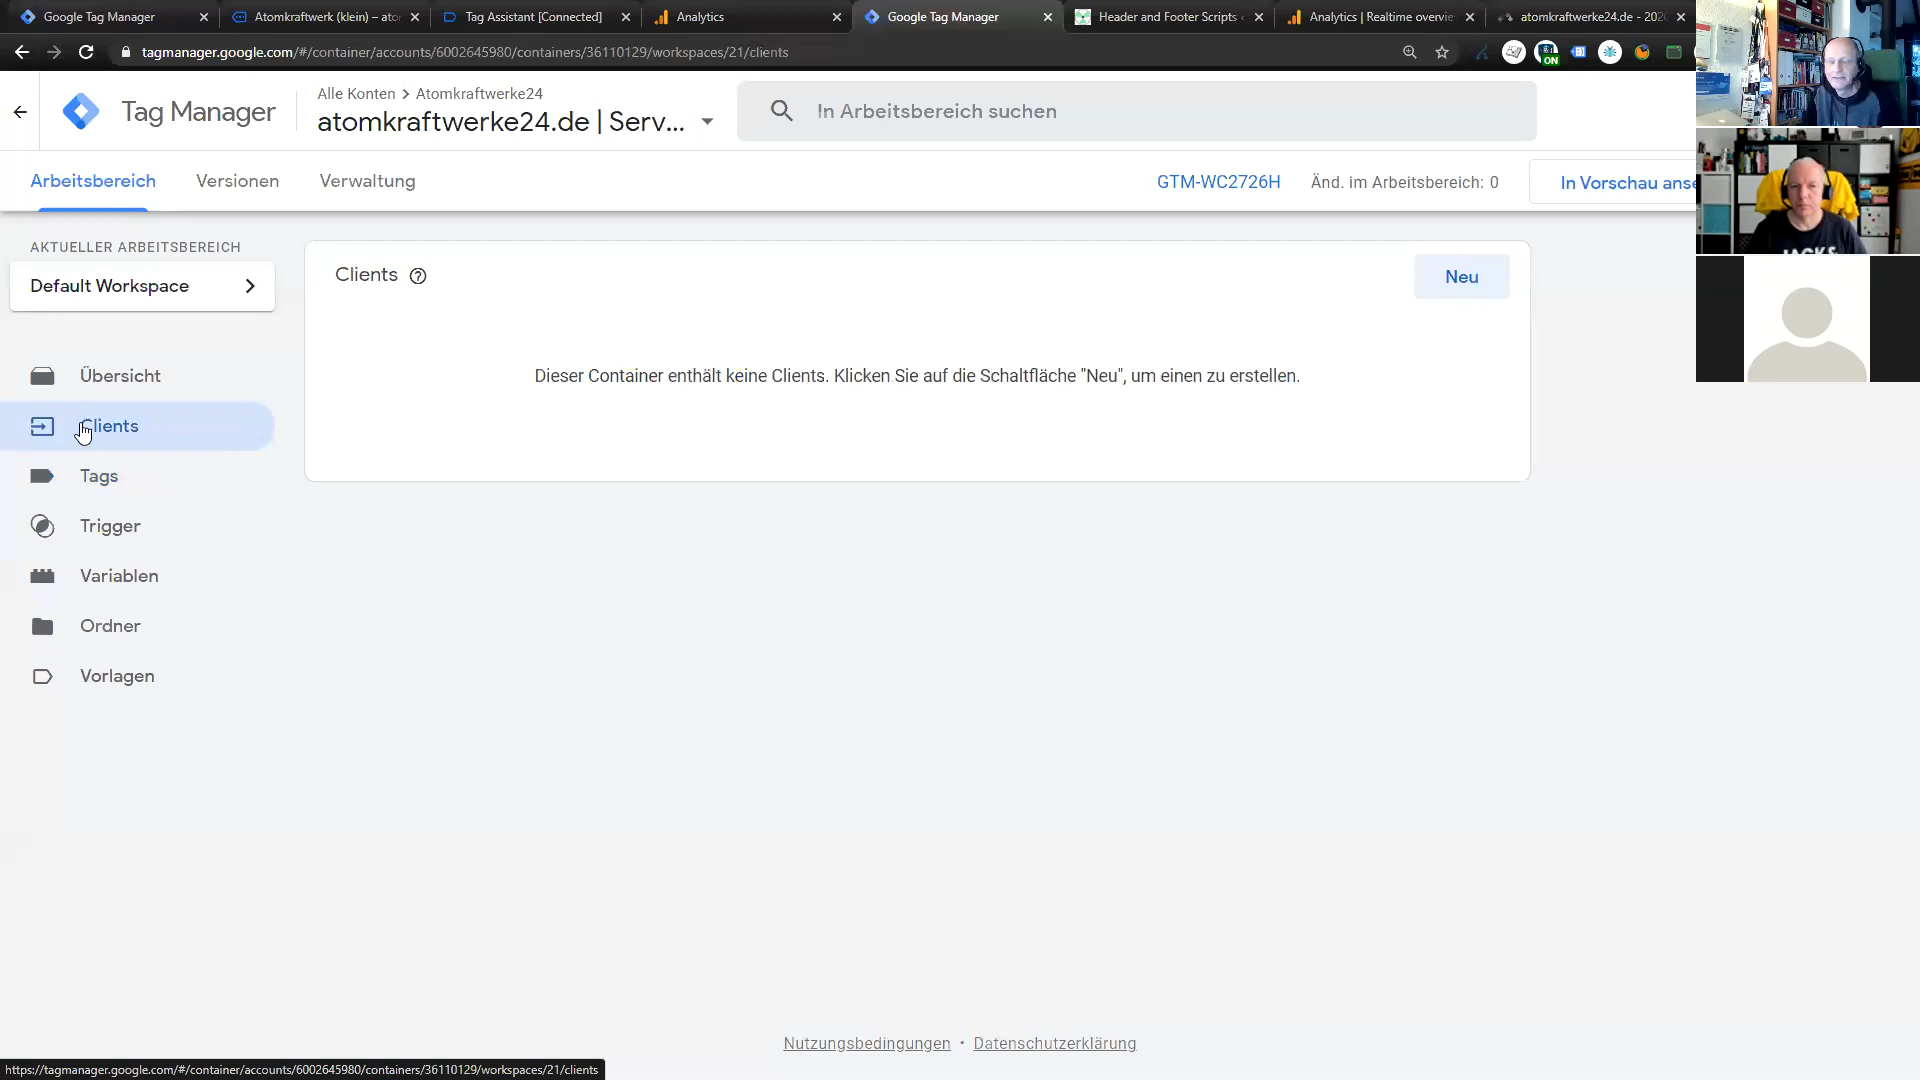 Google Tag Manager
Atomkraftwerk (klein) – ato
Tag Assistant [Connected]
Analytics
Google Tag Manager
Header and Footer Scripts
Analytics | Realtime overvie
atomkraftwerke24.de - 202
tagmanager.google.com/#/container/accounts/6002645980/containers/36110129/workspaces/21/clients
ON
Tag Manager
Alle Konten > Atomkraftwerke24
atomkraftwerke24.de | Serv...
In Arbeitsbereich suchen
Arbeitsbereich
Versionen
Verwaltung
GTM-WC2726H
Änd. im Arbeitsbereich: 0
In Vorschau anse
AKTUELLER ARBEITSBEREICH
Default Workspace
Clients
Neu
Dieser Container enthält keine Clients. Klicken Sie auf die Schaltfläche "Neu", um einen zu erstellen.
Übersicht
Clients
Tags
Trigger
Variablen
Ordner
Vorlagen
Nutzungsbedingungen • Datenschutzerklärung
https://tagmanager.google.com/#/container/accounts/6002645980/containers/36110129/workspaces/21/clients